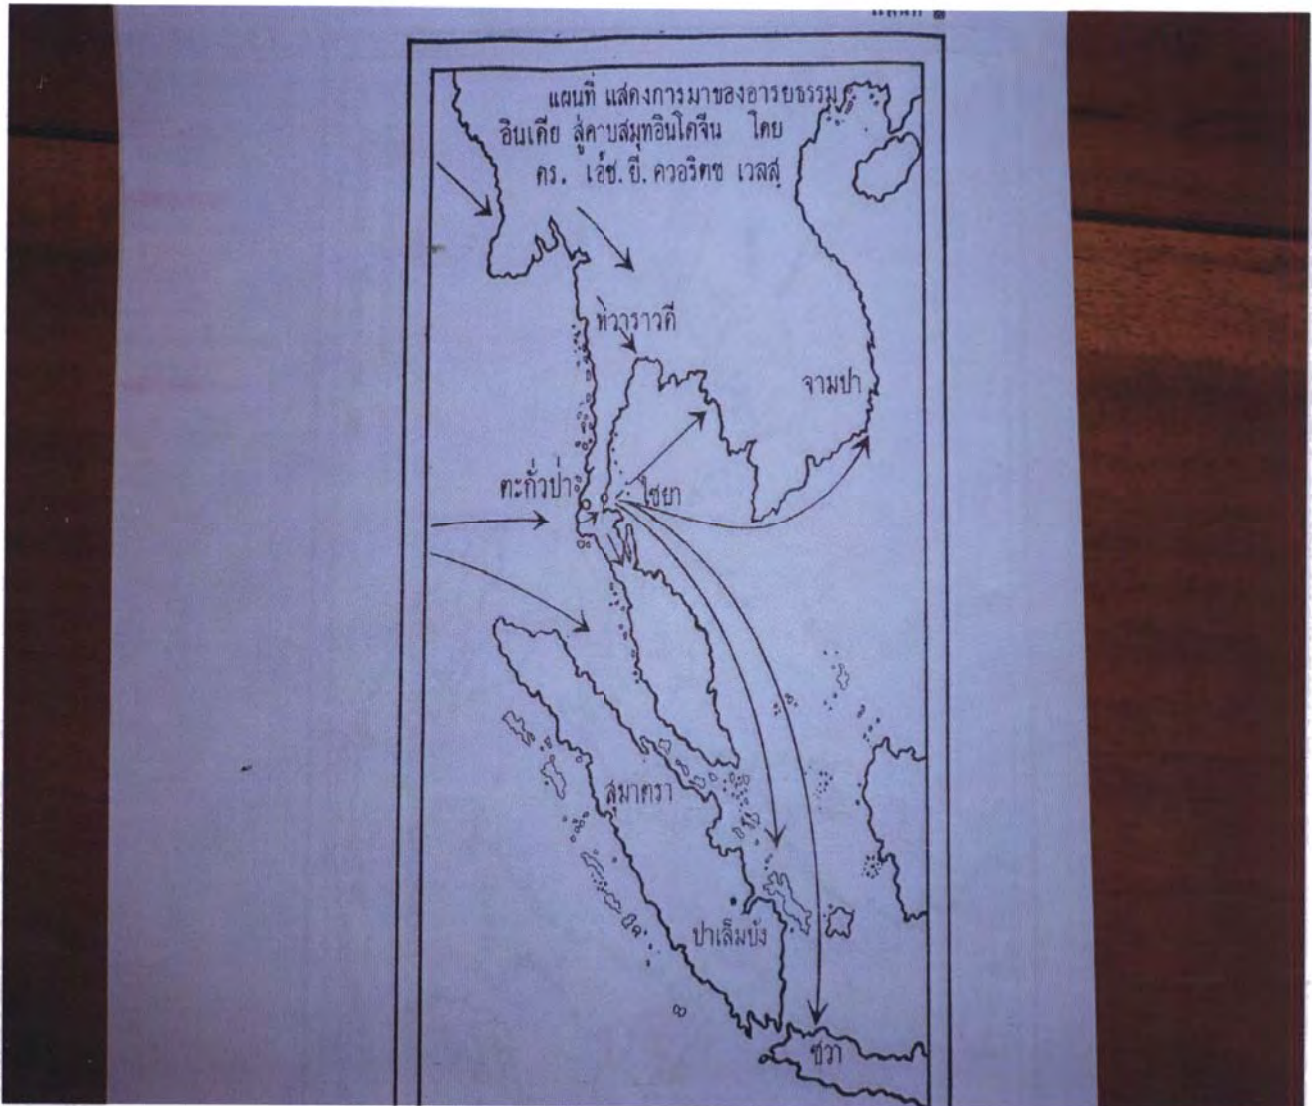 แผนที่ แสดงการมาของอารยธรรม
อินเดีย สู่คาบสมุทอินโดจีน โดย
ดร. เอ็ช. ยี. ควอริตช เวลส์
ทวาราวดี
จามปา
ตะกั่วป่า
ไชยา
สุมาตรา
ปาเล็มบัง
ชวา